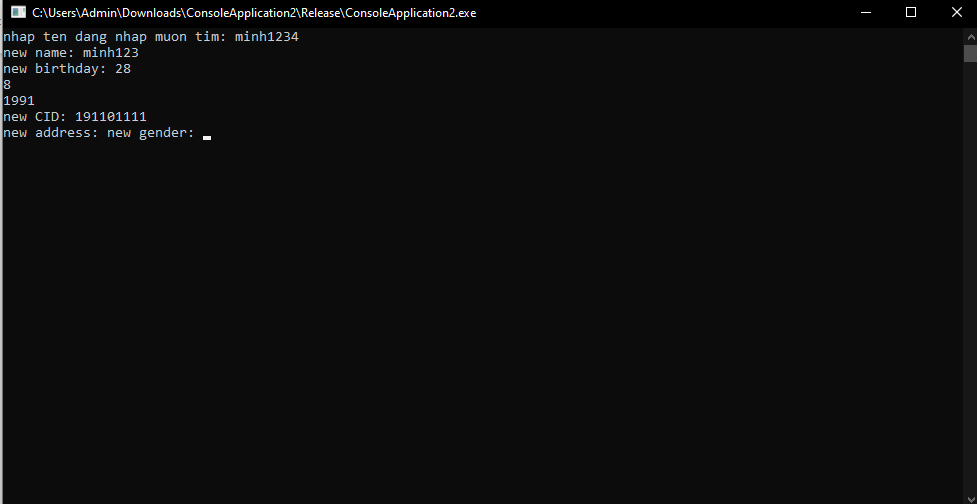 C:\Users\Admin\Downloads\ConsoleApplication2\Release\ConsoleApplication2.exe
nhap ten dang nhap muon tim: minh1234
new name: minh123
new birthday: 28
8
1991
new CID: 191101111
new address: new gender: